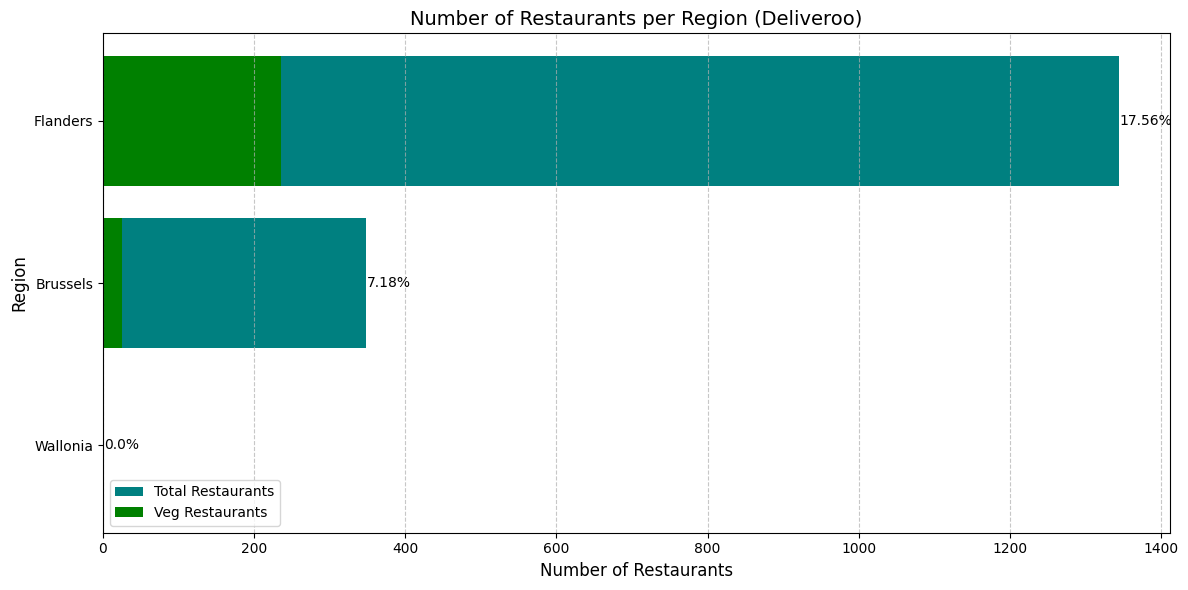 Number of Restaurants per Region (Deliveroo)
Flanders
17.56%
Brussels
7.18%
Wallonia
0.0%
Region
Total Restaurants
Veg Restaurants
0 200 400 600 800 1000 1200 1400
Number of Restaurants